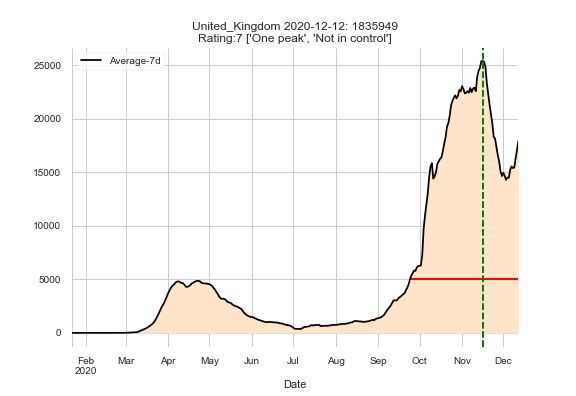 United_Kingdom 2020-12-12: 1835949
Rating:7 ['One peak', 'Not in control']
Average-7d
25000
20000
15000
10000
5000
0
Feb Mar Apr May Jun Jul Aug Sep Oct Nov Dec
2020
Date